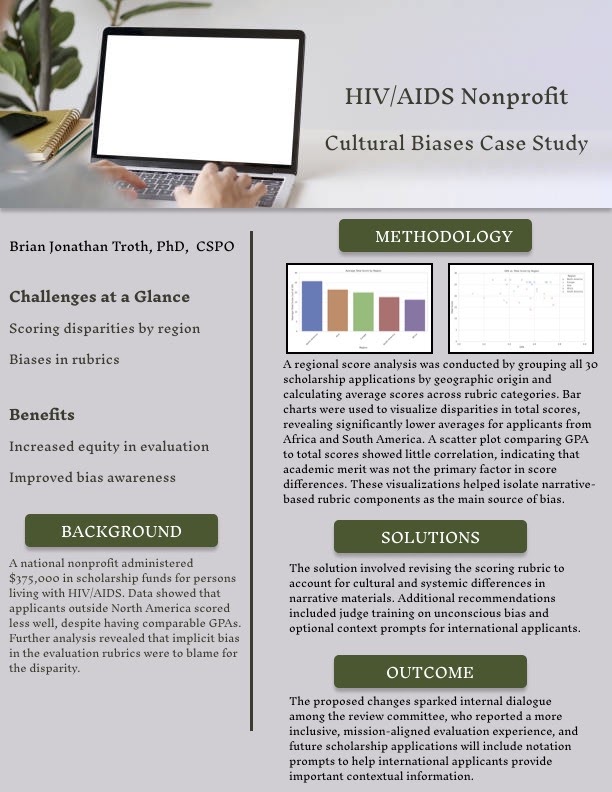 HIV/AIDS Nonprofit
Cultural Biases Case Study
Brian Jonathan Troth, PhD, CSPO
Challenges at a Glance
Scoring disparities by region
Biases in rubrics
Benefits
Increased equity in evaluation
Improved bias awareness
BACKGROUND
A national nonprofit administered
$375,000 in scholarship funds for persons
living with HIV/AIDS. Data showed that
applicants outside North America scored
less well, despite having comparable GPAs.
Further analysis revealed that implicit bias
in the evaluation rubrics were to blame for
the disparity.
METHODOLOGY
A regional score analysis was conducted by grouping all 30
scholarship applications by geographic origin and
calculating average scores across rubric categories. Bar
charts were used to visualize disparities in total scores,
revealing significantly lower averages for applicants from
Africa and South America. A scatter plot comparing GPA
to total scores showed little correlation, indicating that
academic merit was not the primary factor in score
differences. These visualizations helped isolate narrative-
based rubric components as the main source of bias.
SOLUTIONS
The solution involved revising the scoring rubric to
account for cultural and systemic differences in
narrative materials. Additional recommendations
included judge training on unconscious bias and
optional context prompts for international applicants.
OUTCOME
The proposed changes sparked internal dialogue
among the review committee, who reported a more
inclusive, mission-aligned evaluation experience, and
future scholarship applications will include notation
prompts to help international applicants provide
important contextual information.